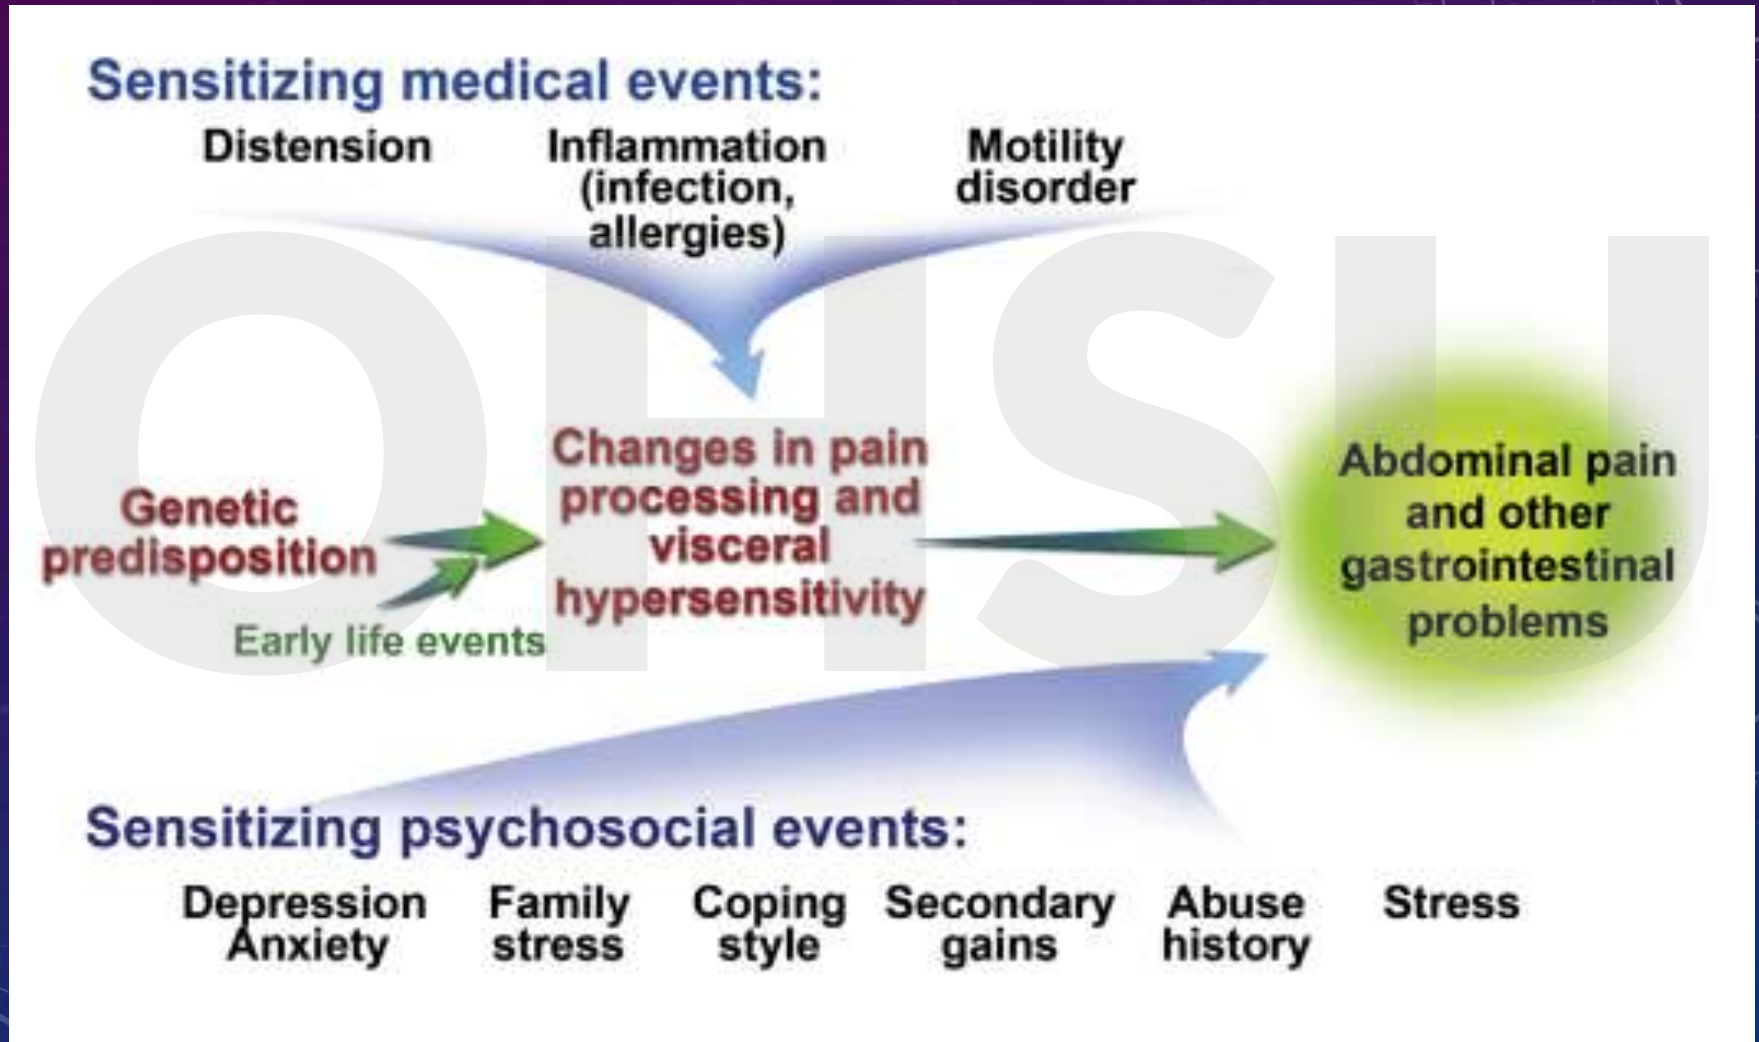 Sensitizing medical events:
Distension
Inflammation
(infection,
allergies)
Motility
disorder
Genetic
predisposition
Early life events
Changes in pain
processing and
visceral
hypersensitivity
Abdominal pain
and other
gastrointestinal
problems
Sensitizing psychosocial events:
Depression
Anxiety
Family
stress
Coping
style
Secondary
gains
Abuse
history
Stress
OHSU